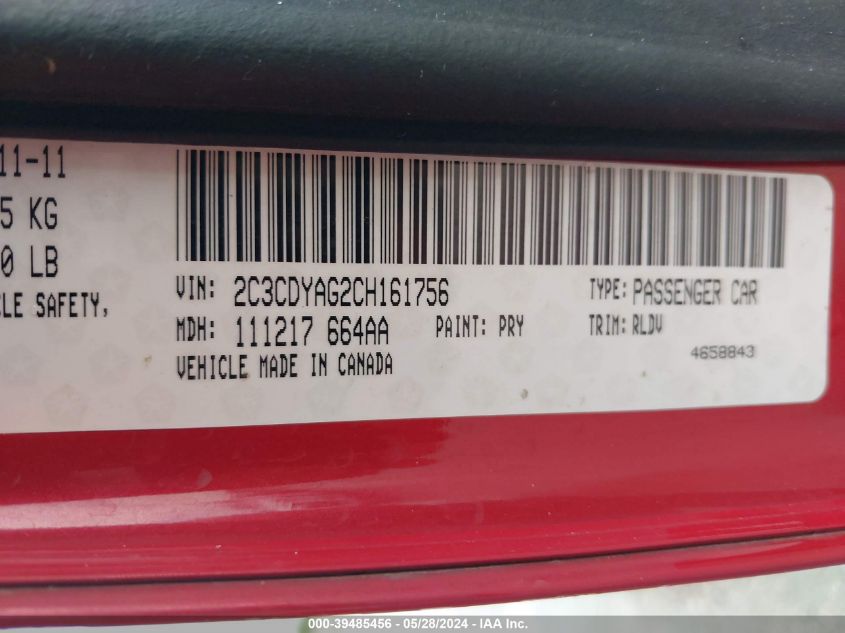 11-11
5 KG
0 LB
CLE SAFETY,
VIN: 2C3CDYAG2CH161756 TYPE: PASSENGER CAR
MDH: 111217 664AA PAINT: PRY TRIM: RLDV
VEHICLE MADE IN CANADA 4658843
000-39485456 - 05/28/2024 - IAA Inc.